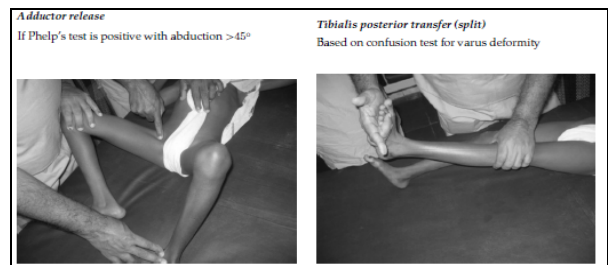 Adductor release
If Phelp's test is positive with abduction >45°
Tibialis posterior transfer (split)
Based on confusion test for varus deformity